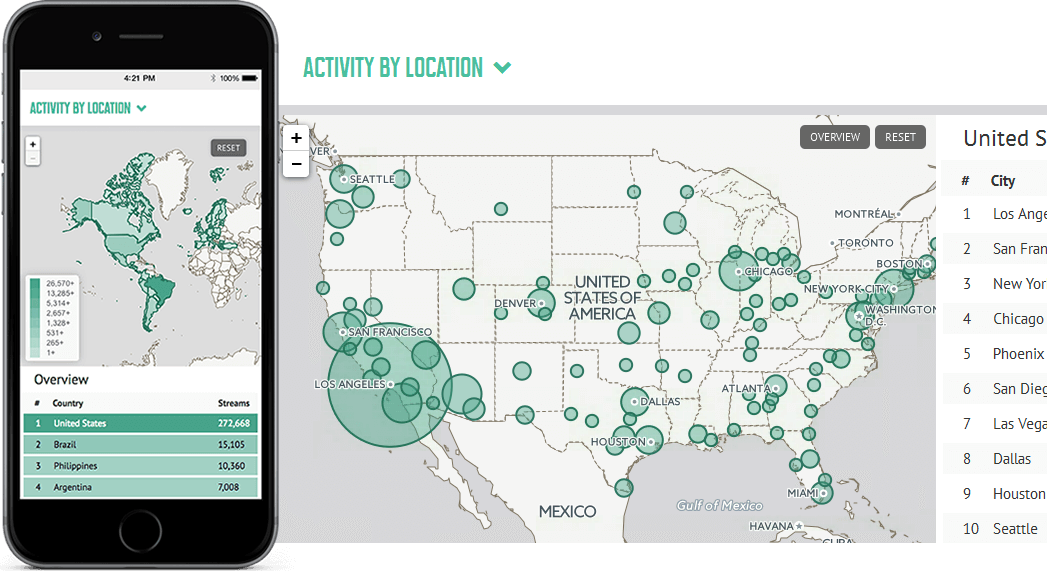 4:21 PM
100%
ACTIVITY BY LOCATION
+
−
RESET
26,570+
13,285+
5,314+
2,657+
1,328+
531+
265+
1+
Overview
# Country Streams
1 United States 272,668
2 Brazil 15,105
3 Philippines 10,360
4 Argentina 7,008
ACTIVITY BY LOCATION
+
−
OVERVIEW
RESET
VER
SEATTLE
MONTRÉAL
TORONTO
BOSTON
CHICAGO
NEW YORK CITY
UNITED
STATES OF
AMERICA
DENVER
WASHINGTON
D.C.
SAN FRANCISCO
LOS ANGELES
ATLANTA
DALLAS
HOUSTON
MIAMI
MEXICO
Gulf of Mexico
HAVANA
CUBA
United S
# City
1 Los Ange
2 San Fran
3 New Yor
4 Chicago
5 Phoenix
6 San Dieg
7 Las Vega
8 Dallas
9 Houston
10 Seattle